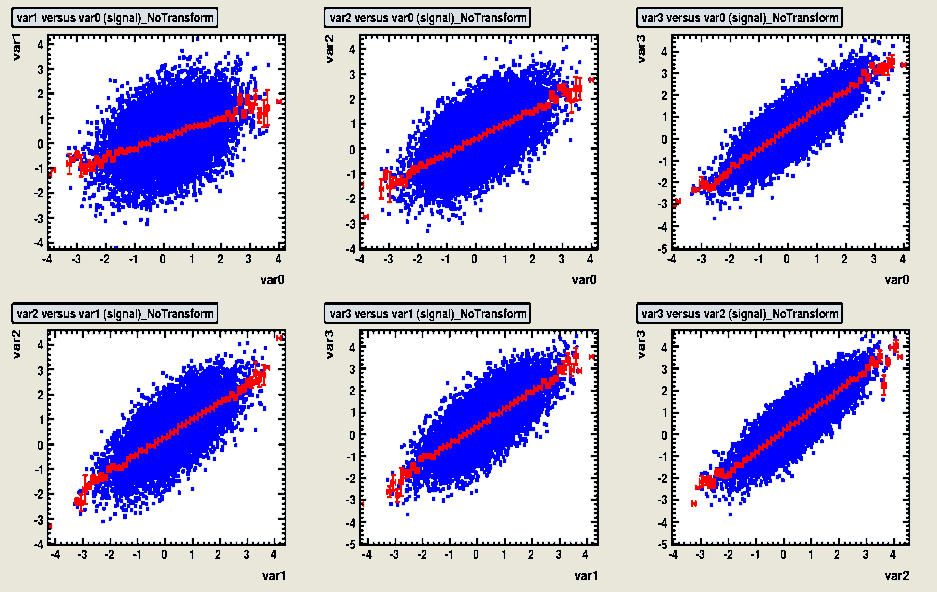 var1 versus var0 (signal)_NoTransform
var1
4
3
2
1
0
-1
-2
-3
-4
-4 -3 -2 -1 0 1 2 3 4
var0
var2 versus var0 (signal)_NoTransform
var2
4
3
2
1
0
-1
-2
-3
-4
-4 -3 -2 -1 0 1 2 3 4
var0
var3 versus var0 (signal)_NoTransform
var3
4
3
2
1
0
-1
-2
-3
-4
-5
-4 -3 -2 -1 0 1 2 3 4
var0
var2 versus var1 (signal)_NoTransform
var2
4
3
2
1
0
-1
-2
-3
-4
-4 -3 -2 -1 0 1 2 3 4
var1
var3 versus var1 (signal)_NoTransform
var3
4
3
2
1
0
-1
-2
-3
-4
-5
-4 -3 -2 -1 0 1 2 3 4
var1
var3 versus var2 (signal)_NoTransform
var3
4
3
2
1
0
-1
-2
-3
-4
-5
-4 -3 -2 -1 0 1 2 3 4
var2